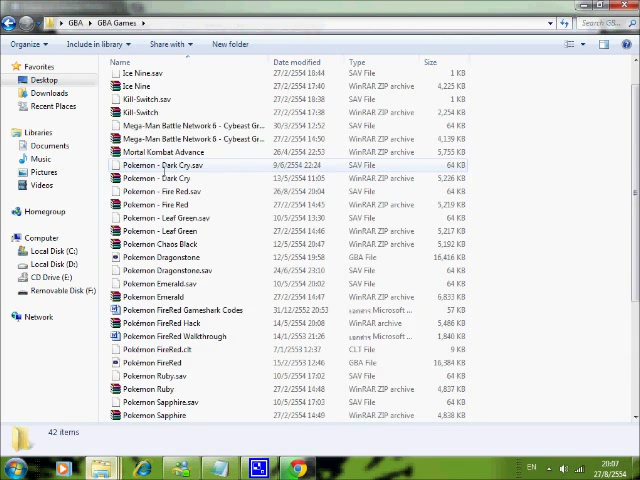 GBA ▸ GBA Games ▸
Search GBA...
Organize Include in library Share with New folder
Favorites
Desktop
Downloads
Recent Places
Libraries
Documents
Music
Pictures
Videos
Homegroup
Computer
Local Disk (C:)
Local Disk (D:)
CD Drive (E:)
Removable Disk (F:)
Network
Name Date modified Type Size
Ice Nine.sav 27/2/2554 18:44 SAV File 1 KB
Ice Nine 27/2/2554 14:45 WinRAR ZIP archive 4,225 KB
Kill-Switch.sav 27/2/2554 17:38 SAV File 1 KB
Kill-Switch 27/2/2554 14:46 WinRAR ZIP archive 2,254 KB
Mega-Man Battle Network 6 - Cybeast Gr... 30/3/2554 12:52 SAV File 64 KB
Mega-Man Battle Network 6 - Cybeast Gr... 27/2/2554 14:50 WinRAR ZIP archive 4,139 KB
Mortal Kombat Advance 26/4/2554 22:53 WinRAR ZIP archive 5,755 KB
Pokemon - Dark Cry.sav 9/6/2554 22:24 SAV File 64 KB
Pokemon - Dark Cry 13/5/2554 11:05 WinRAR ZIP archive 5,226 KB
Pokemon - Fire Red.sav 26/8/2554 20:04 SAV File 64 KB
Pokemon - Fire Red 27/2/2554 14:45 WinRAR ZIP archive 5,219 KB
Pokemon - Leaf Green.sav 10/5/2554 13:30 SAV File 64 KB
Pokemon - Leaf Green 27/2/2554 14:46 WinRAR ZIP archive 5,217 KB
Pokemon Chaos Black 12/5/2554 20:47 WinRAR ZIP archive 5,192 KB
Pokemon Dragonstone 12/5/2554 19:58 GBA File 16,416 KB
Pokemon Dragonstone.sav 24/6/2554 23:10 SAV File 64 KB
Pokemon Emerald.sav 10/5/2554 17:02 SAV File 64 KB
Pokemon Emerald 27/2/2554 14:47 WinRAR ZIP archive 6,833 KB
Pokemon FireRed Gameshark Codes 31/12/2552 20:53 Microsoft ... 57 KB
Pokemon FireRed Hack 14/5/2554 20:08 WinRAR archive 5,486 KB
Pokemon FireRed Walkthrough 14/1/2553 21:26 Microsoft ... 1,840 KB
Pokémon FireRed.clt 7/1/2553 12:37 CLT File 9 KB
Pokémon FireRed 15/2/2553 12:46 GBA File 16,384 KB
Pokemon Ruby.sav 10/5/2554 17:02 SAV File 64 KB
Pokemon Ruby 27/2/2554 14:48 WinRAR ZIP archive 4,837 KB
Pokemon Sapphire.sav 10/5/2554 17:03 SAV File 64 KB
Pokemon Sapphire 27/2/2554 14:49 WinRAR ZIP archive 4,840 KB
42 items
EN
20:07
27/8/2554